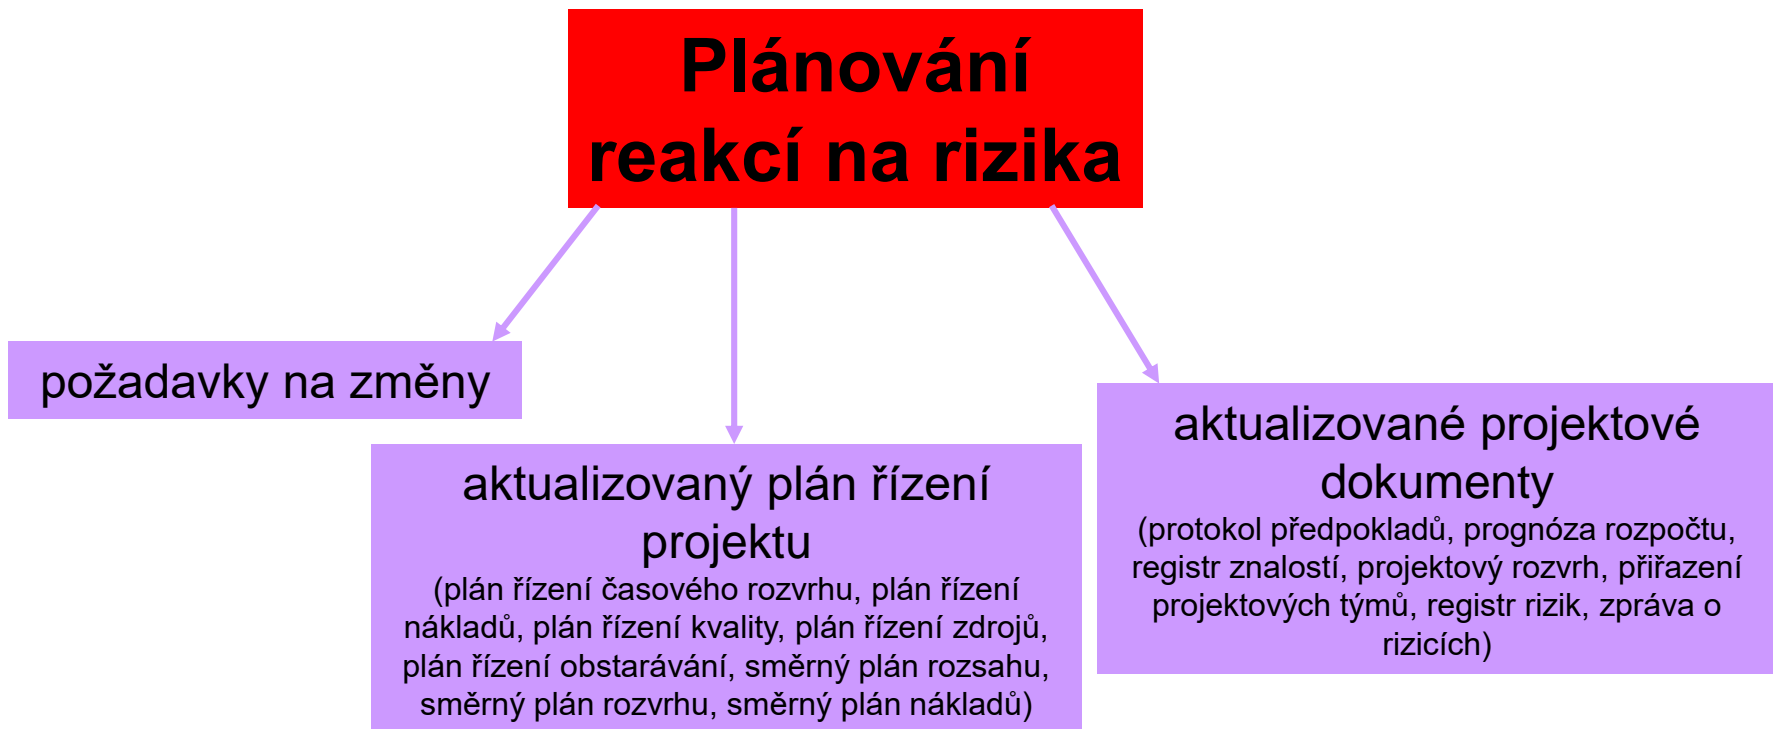 Plánování
reakcí na rizika
požadavky na změny
aktualizovaný plán řízení
projektu
(plán řízení časového rozvrhu, plán řízení
nákladů, plán řízení kvality, plán řízení zdrojů,
plán řízení obstarávání, směrný plán rozsahu,
směrný plán rozvrhu, směrný plán nákladů)
aktualizované projektové
dokumenty
(protokol předpokladů, prognóza rozpočtu,
registr znalostí, projektový rozvrh, přiřazení
projektových týmů, registr rizik, zpráva o
rizicích)